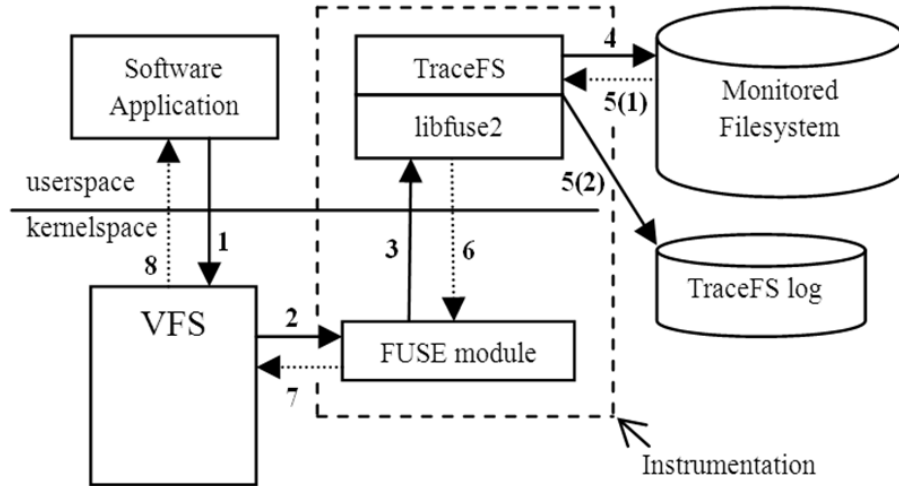 Software
Application
TraceFS
libfuse2
4
5(1)
Monitored
Filesystem
5(2)
userspace
kernelspace
8
1
3
6
TraceFS log
VFS
2
FUSE module
7
Instrumentation